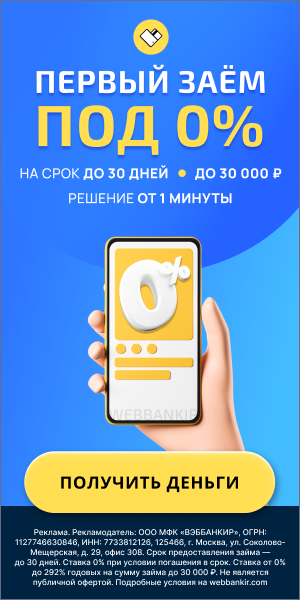 ПЕРВЫЙ ЗАЁМ
ПОД 0%
НА СРОК ДО 30 ДНЕЙ • ДО 30 000 ₽
РЕШЕНИЕ ОТ 1 МИНУТЫ
0%
WEBBANKIR
ПОЛУЧИТЬ ДЕНЬГИ
Реклама. Рекламодатель: ООО МФК «ВЭББАНКИР», ОГРН:
1127746630846, ИНН: 7733812126, 125466, г. Москва, ул. Соколово-
Мещерская, д. 29, офис 308. Срок предоставления займа —
до 30 дней. Ставка 0% при условии погашения в срок. Ставка от 0%
до 292% годовых на сумму займа до 30 000 ₽. Не является
публичной офертой. Подробные условия на webbankir.com